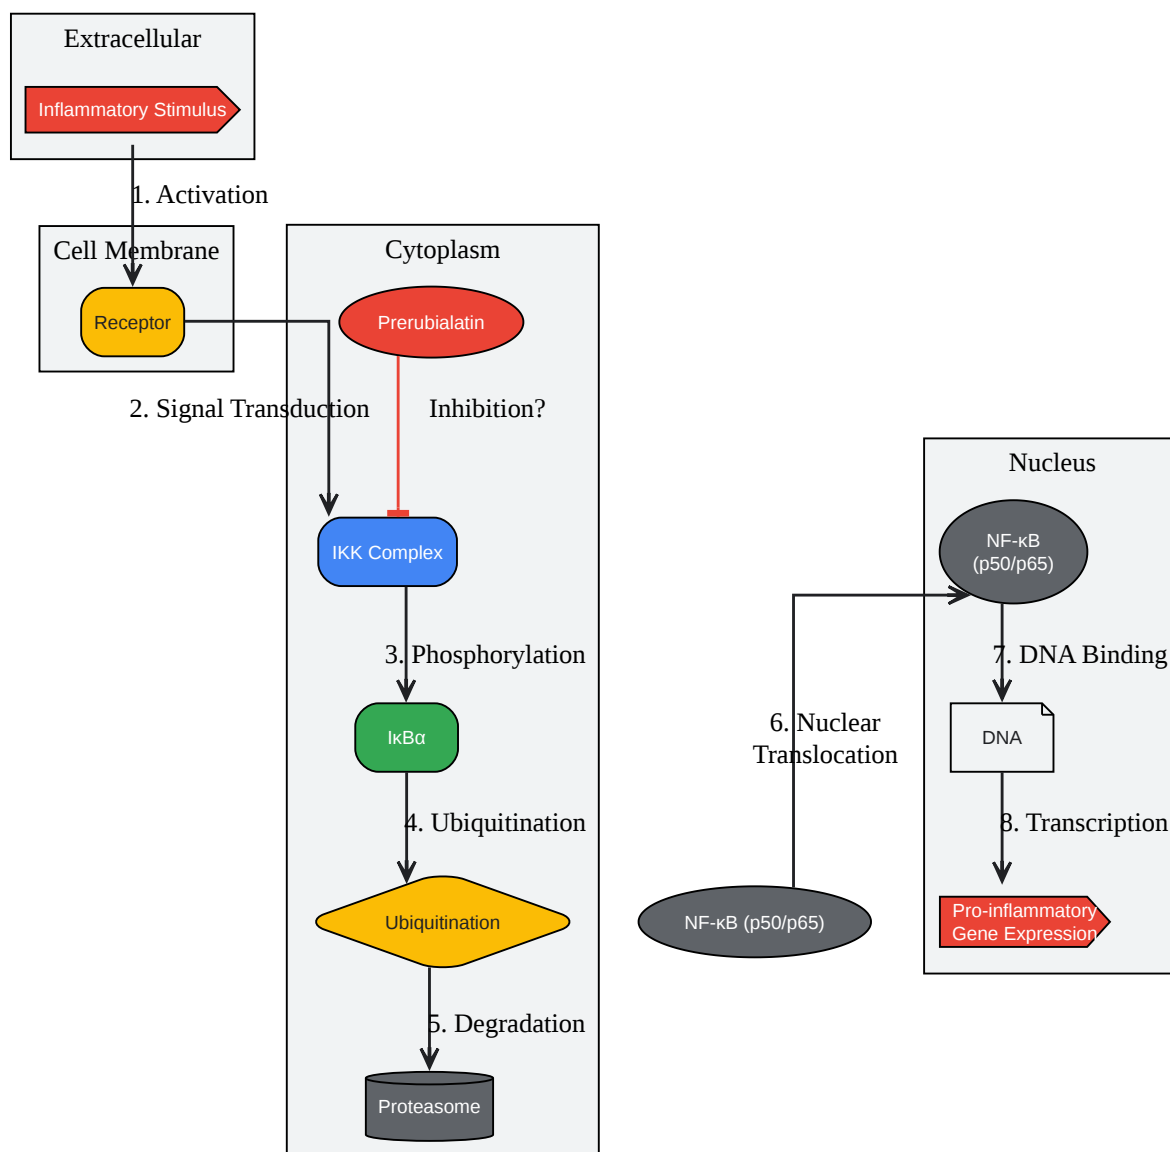 Extracellular
Inflammatory Stimulus
1. Activation
Cell Membrane
Receptor
2. Signal Transduction
Cytoplasm
Prerubialatin
Inhibition?
IKK Complex
3. Phosphorylation
IκBα
4. Ubiquitination
Ubiquitination
5. Degradation
Proteasome
NF-κB (p50/p65)
6. Nuclear
Translocation
Nucleus
NF-κB
(p50/p65)
7. DNA Binding
DNA
8. Transcription
Pro-inflammatory
Gene Expression